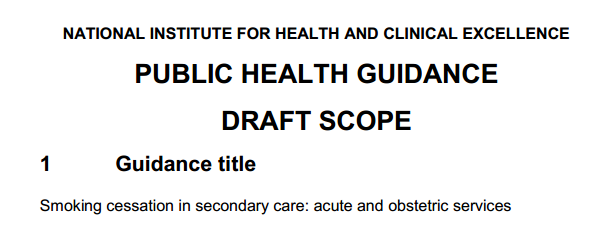 NATIONAL INSTITUTE FOR HEALTH AND CLINICAL EXCELLENCE
PUBLIC HEALTH GUIDANCE
DRAFT SCOPE
1 Guidance title
Smoking cessation in secondary care: acute and obstetric services